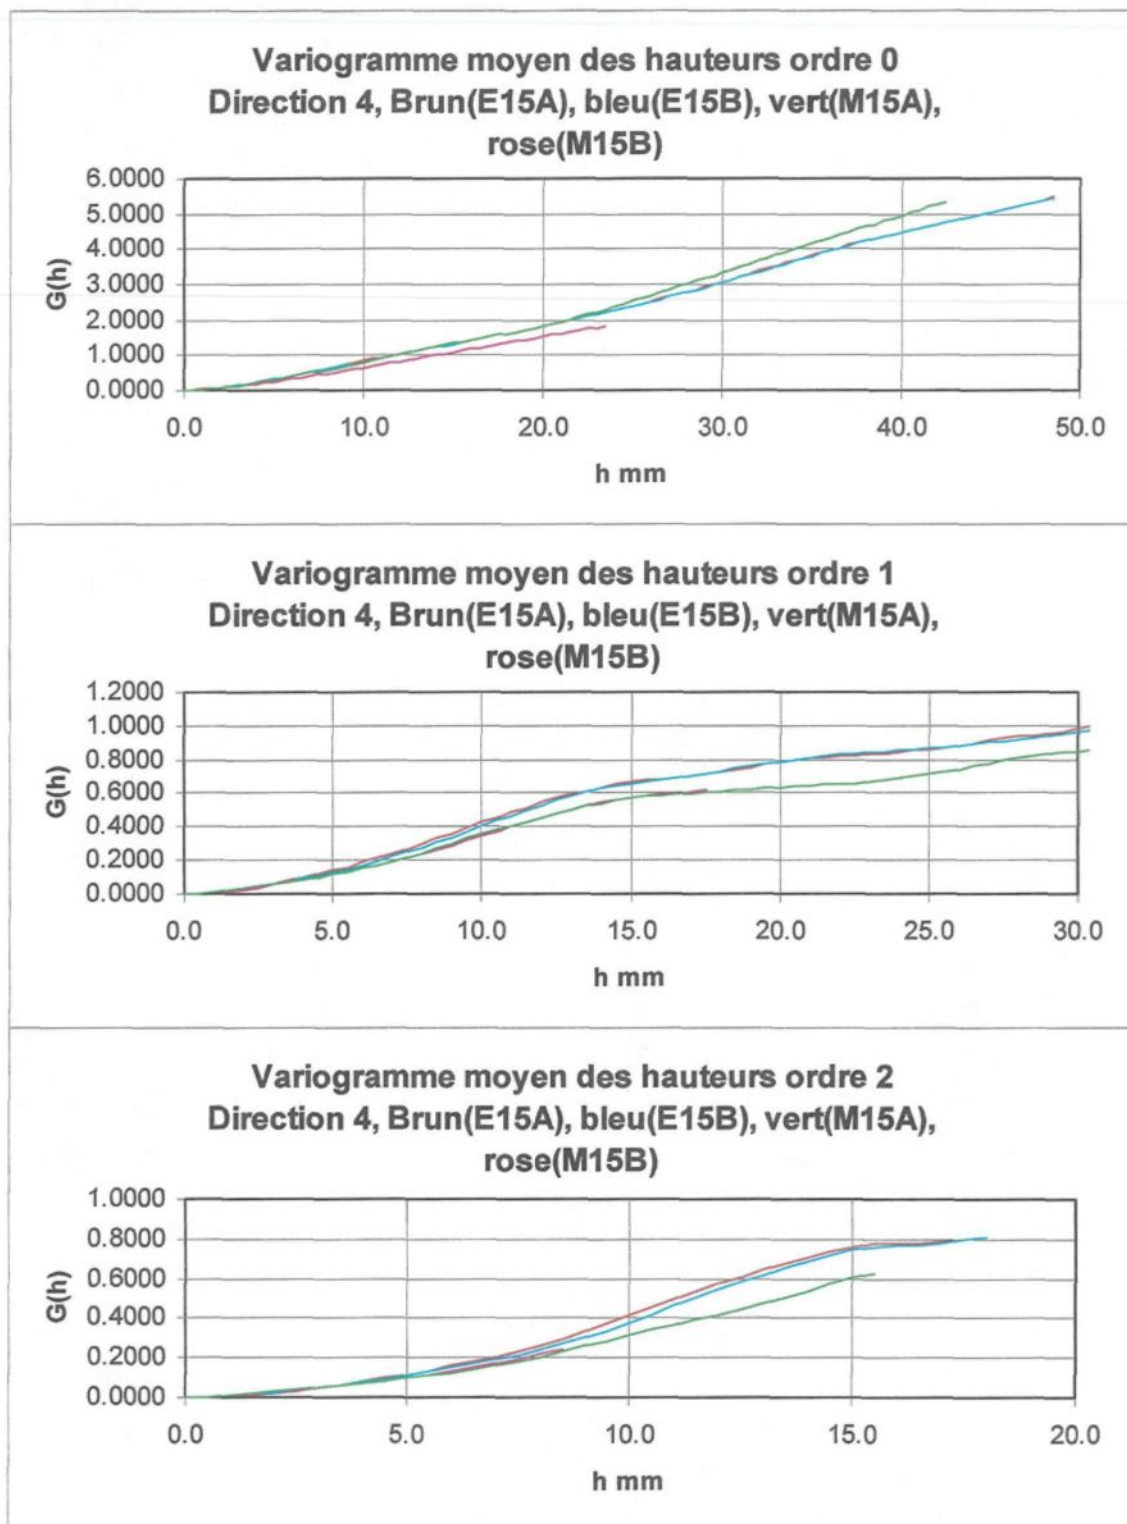 Variogramme moyen des hauteurs ordre 0
Direction 4, Brun(E15A), bleu(E15B), vert(M15A),
rose(M15B)
6.0000
5.0000
4.0000
3.0000
2.0000
1.0000
0.0000
G(h)
0.0 10.0 20.0 30.0 40.0 50.0
h mm
Variogramme moyen des hauteurs ordre 1
Direction 4, Brun(E15A), bleu(E15B), vert(M15A),
rose(M15B)
1.2000
1.0000
0.8000
0.6000
0.4000
0.2000
0.0000
G(h)
0.0 5.0 10.0 15.0 20.0 25.0 30.0
h mm
Variogramme moyen des hauteurs ordre 2
Direction 4, Brun(E15A), bleu(E15B), vert(M15A),
rose(M15B)
1.0000
0.8000
0.6000
0.4000
0.2000
0.0000
G(h)
0.0 5.0 10.0 15.0 20.0
h mm